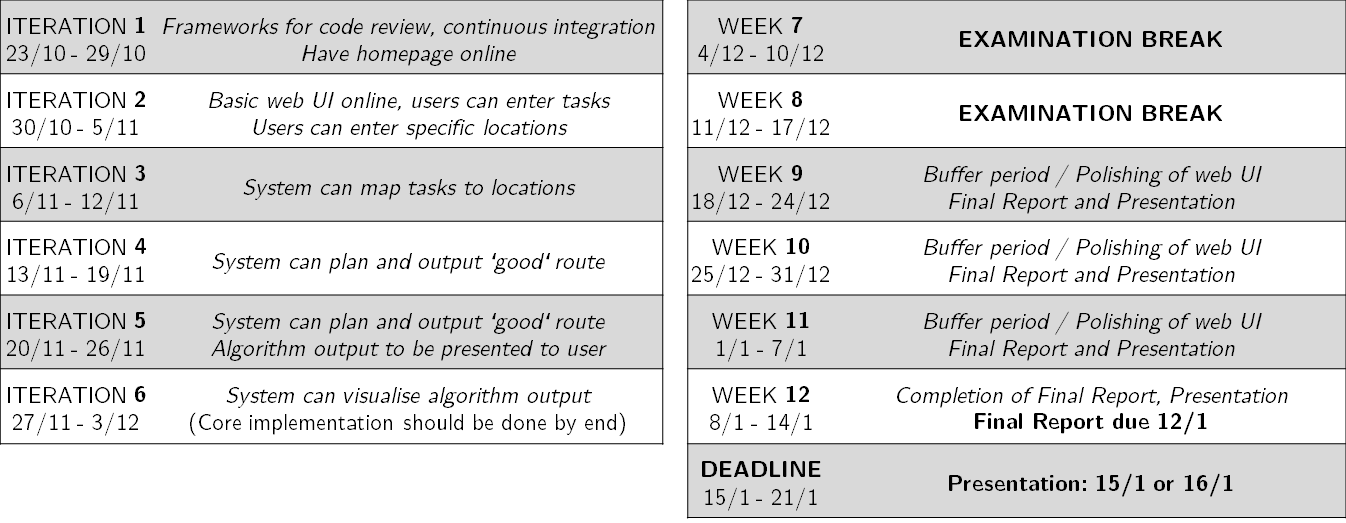 ITERATION 1 Frameworks for code review, continuous integration
23/10 - 29/10 Have homepage online
ITERATION 2 Basic web UI online, users can enter tasks
30/10 - 5/11 Users can enter specific locations
ITERATION 3
6/11 - 12/11
System can map tasks to locations
ITERATION 4
13/11 - 19/11
System can plan and output ‘good‘ route
ITERATION 5 System can plan and output ‘good‘ route
20/11 - 26/11 Algorithm output to be presented to user
ITERATION 6 System can visualise algorithm output
27/11 - 3/12 (Core implementation should be done by end)
WEEK 7
4/12 - 10/12
EXAMINATION BREAK
WEEK 8
11/12 - 17/12
EXAMINATION BREAK
WEEK 9 Buffer period / Polishing of web UI
18/12 - 24/12 Final Report and Presentation
WEEK 10 Buffer period / Polishing of web UI
25/12 - 31/12 Final Report and Presentation
WEEK 11 Buffer period / Polishing of web UI
1/1 - 7/1 Final Report and Presentation
WEEK 12 Completion of Final Report, Presentation
8/1 - 14/1 Final Report due 12/1
DEADLINE
15/1 - 21/1
Presentation: 15/1 or 16/1